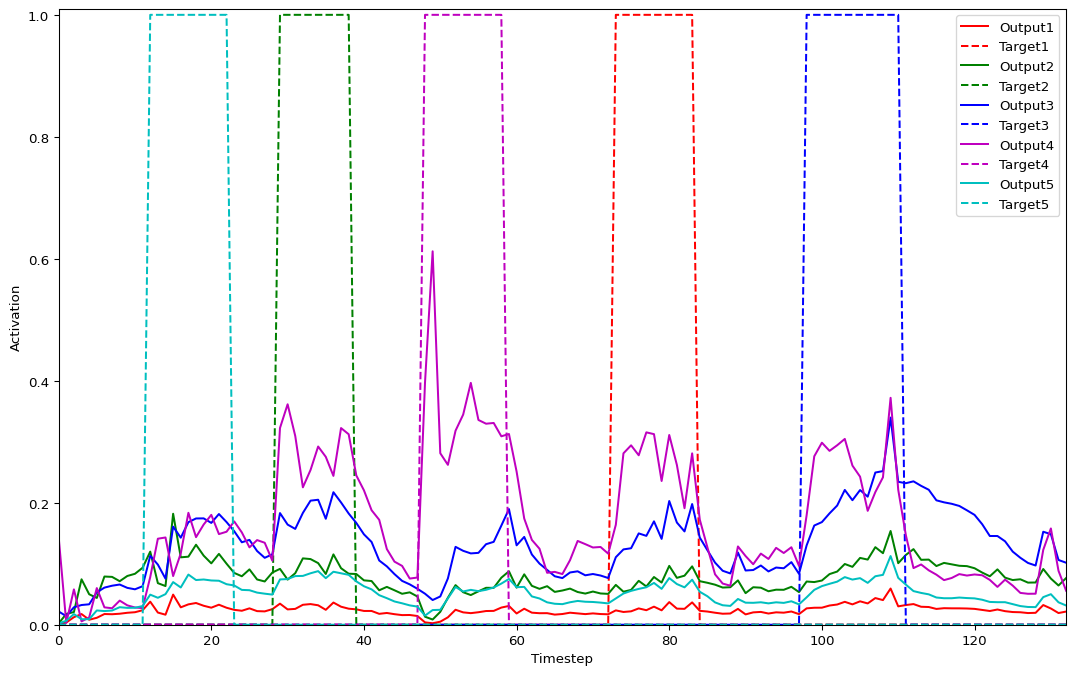 1.0
0.8
0.6
0.4
0.2
0.0
Activation
0
20
40
60
80
100
120
Timestep
Output1
Target1
Output2
Target2
Output3
Target3
Output4
Target4
Output5
Target5